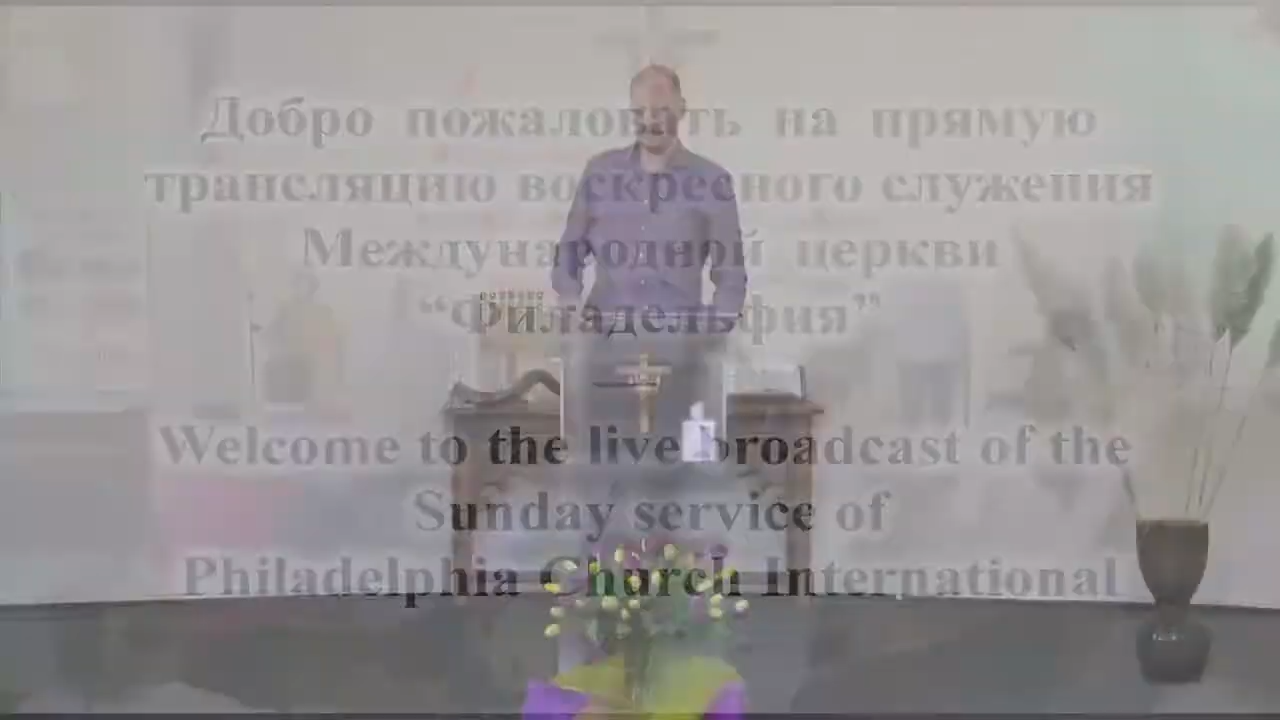 Добро пожаловать на прямую
трансляцию воскресного служения
Международной церкви
“Филадельфия”
Welcome to the live broadcast of the
Sunday service of
Philadelphia Church International